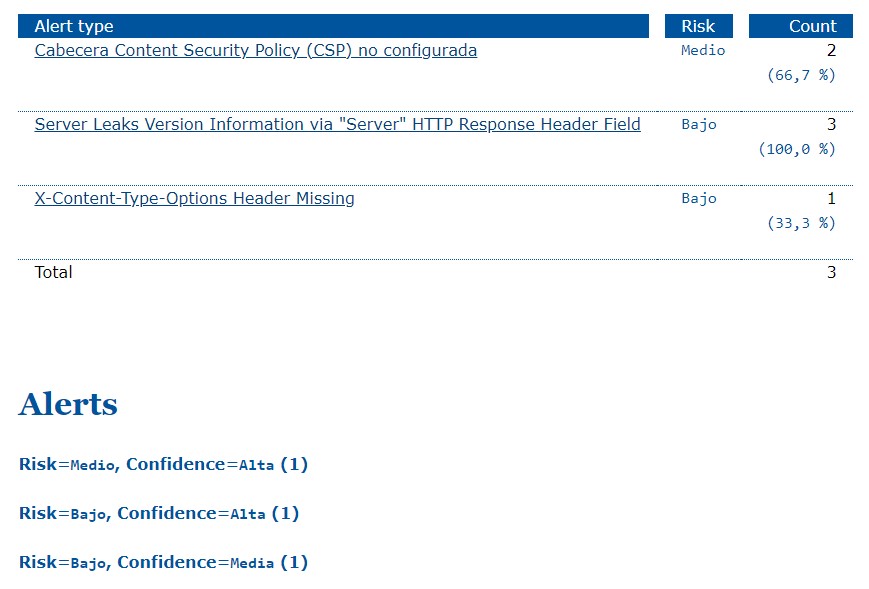 Alert type Risk Count
Cabecera Content Security Policy (CSP) no configurada Medio 2
(66,7 %)
Server Leaks Version Information via "Server" HTTP Response Header Field Bajo 3
(100,0 %)
X-Content-Type-Options Header Missing Bajo 1
(33,3 %)
Total 3
Alerts
Risk=Medio, Confidence=Alta (1)
Risk=Bajo, Confidence=Alta (1)
Risk=Bajo, Confidence=Media (1)